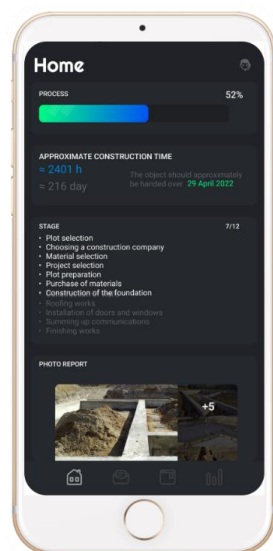 Home
PROCESS 52%
APPROXIMATE CONSTRUCTION TIME
≈ 2401 h
≈ 216 day
The object should approximately
be handed over 29 April 2022
STAGE 7/12
• Plot selection
• Choosing a construction company
• Material selection
• Project selection
• Plot preparation
• Purchase of materials
• Construction of the foundation
• Roofing works
• Installation of doors and windows
• Summing up communications
• Finishing works
PHOTO REPORT
+5